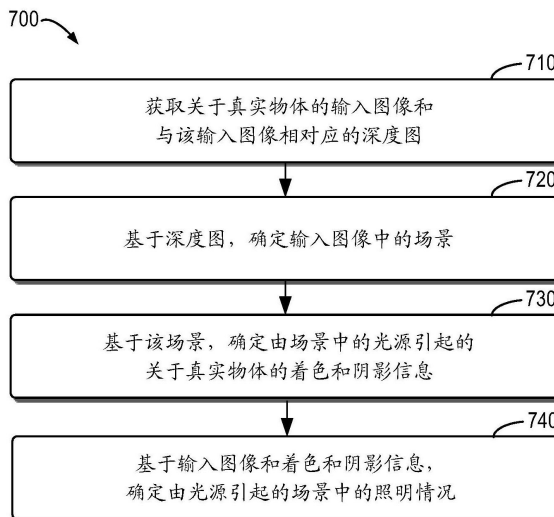 700
710
获取关于真实物体的输入图像和
与该输入图像相对应的深度图
720
基于深度图，确定输入图像中的场景
730
基于该场景，确定由场景中的光源引起的
关于真实物体的着色和阴影信息
740
基于输入图像和着色和阴影信息，
确定由光源引起的场景中的照明情况